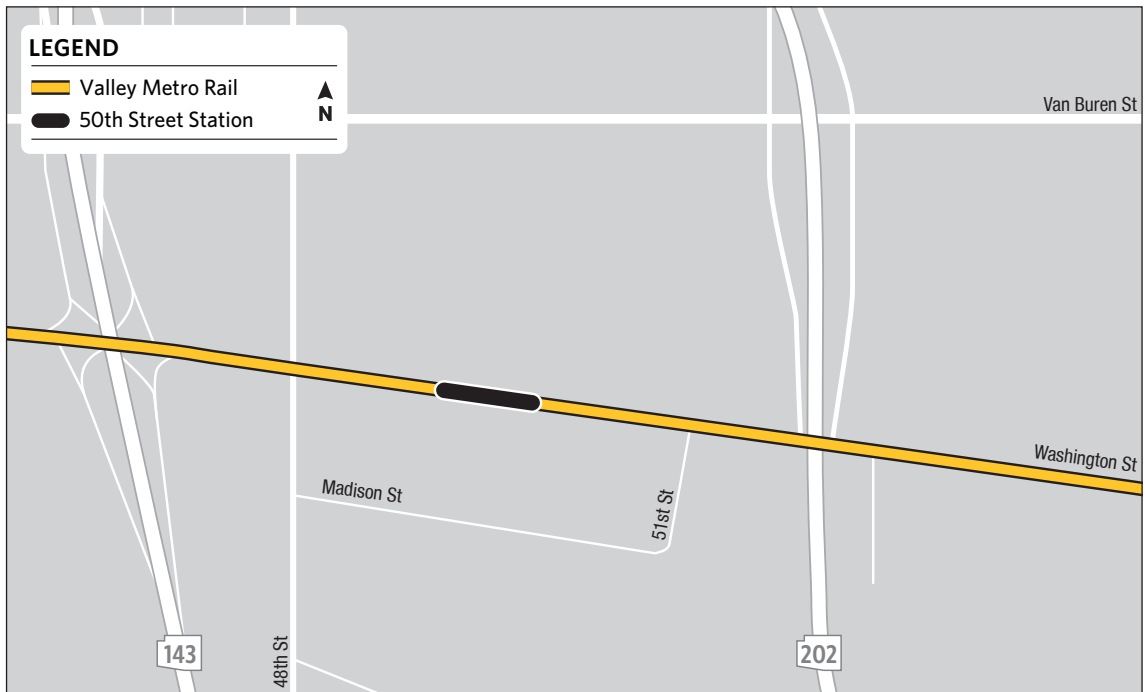 LEGEND
Valley Metro Rail
N
50th Street Station
Van Buren St
Washington St
Madison St
51st St
48th St
143
202